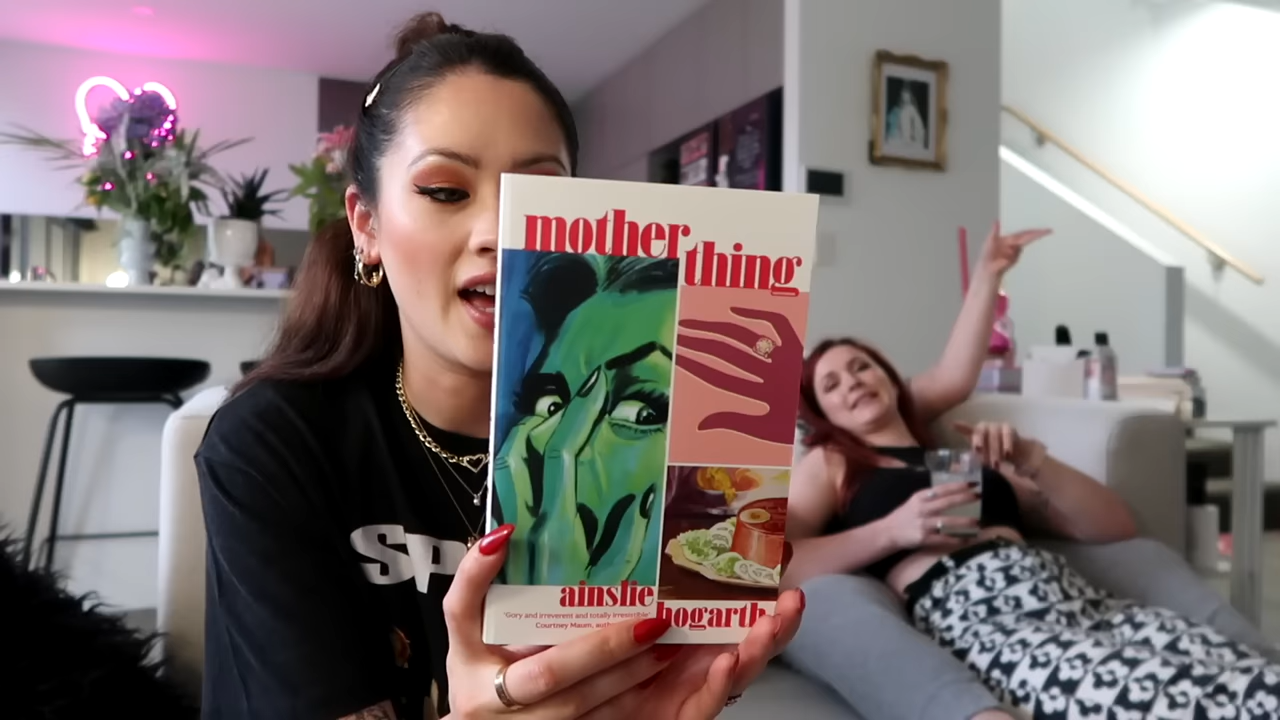 mother
thing
Sp
ainslie
hogarth
'Gory and irreverent and totally irresistible'
Courtney Maum,